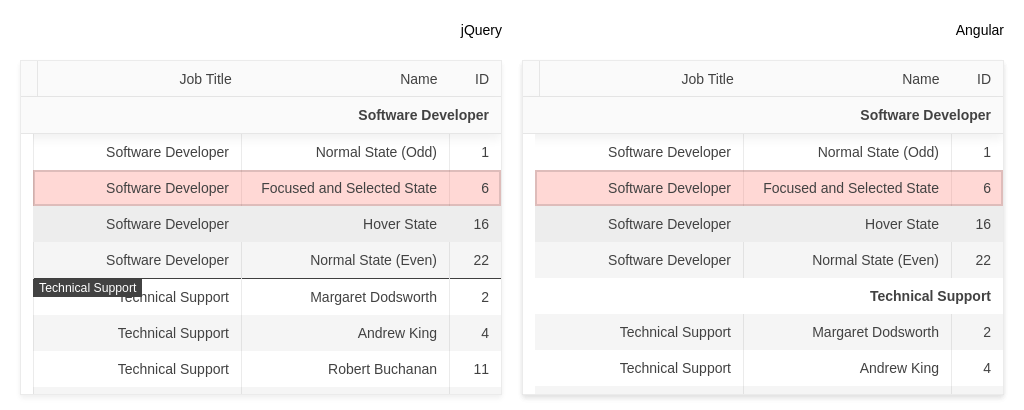 jQuery
Job Title Name ID
Software Developer
Software Developer Normal State (Odd) 1
Software Developer Focused and Selected State 6
Software Developer Hover State 16
Software Developer Normal State (Even) 22
Technical Support
Technical Support Margaret Dodsworth 2
Technical Support Andrew King 4
Technical Support Robert Buchanan 11
Angular
Job Title Name ID
Software Developer
Software Developer Normal State (Odd) 1
Software Developer Focused and Selected State 6
Software Developer Hover State 16
Software Developer Normal State (Even) 22
Technical Support
Technical Support Margaret Dodsworth 2
Technical Support Andrew King 4